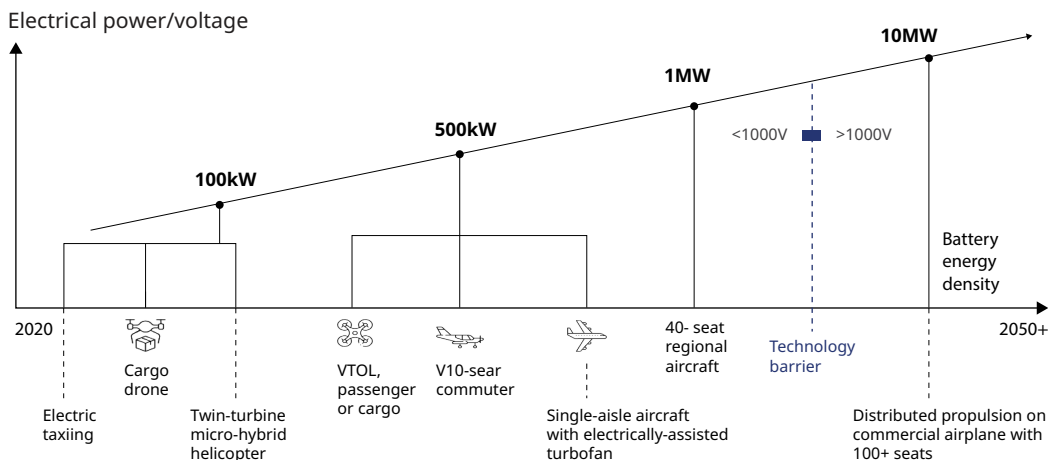 Electrical power/voltage
10MW
1MW
<1000V
>1000V
500kW
100kW
Battery
energy
density
2020
2050+
Cargo
drone
VTOL,
passenger
or cargo
V10-sear
commuter
40- seat
regional
aircraft
Technology
barrier
Electric
taxiing
Twin-turbine
micro-hybrid
helicopter
Single-aisle aircraft
with electrically-assisted
turbofan
Distributed propulsion on
commercial airplane with
100+ seats